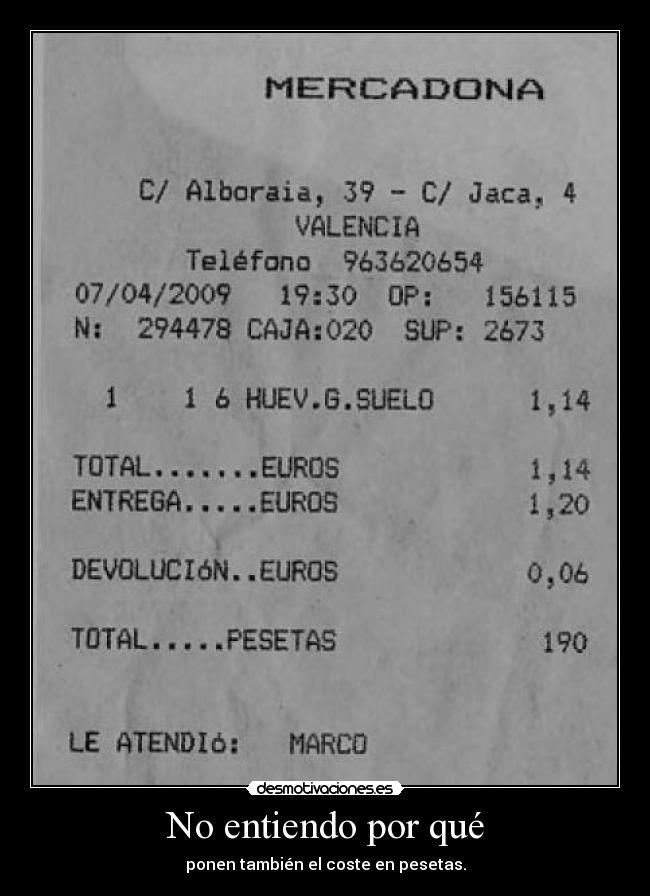 MERCADONA
C/ Alboraia, 39 - C/ Jaca, 4
VALENCIA
Teléfono 963620654
07/04/2009 19:30 OP: 156115
N: 294478 CAJA:020 SUP: 2673
1 1 6 HUEV.G.SUELO 1,14
TOTAL.......EUROS 1,14
ENTREGA.....EUROS 1,20
DEVOLUCIóN..EUROS 0,06
TOTAL.....PESETAS 190
LE ATENDIó: MARCO
desmotivaciones.es
No entiendo por qué
ponen también el coste en pesetas.